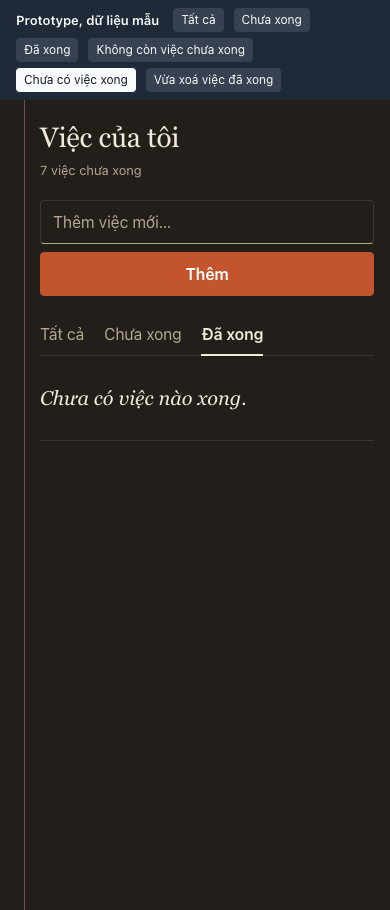 Prototype, dữ liệu mẫu Tất cả Chưa xong
Đã xong Không còn việc chưa xong
Chưa có việc xong Vừa xoá việc đã xong
Việc của tôi
7 việc chưa xong
Thêm việc mới...
Thêm
Tất cả Chưa xong Đã xong
Chưa có việc nào xong.